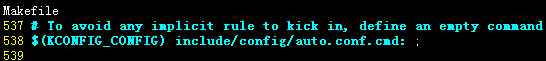 Makefile
537 # To avoid any implicit rule to kick in, define an empty command
538 $(KCONFIG_CONFIG) include/config/auto.conf.cmd: ;
539